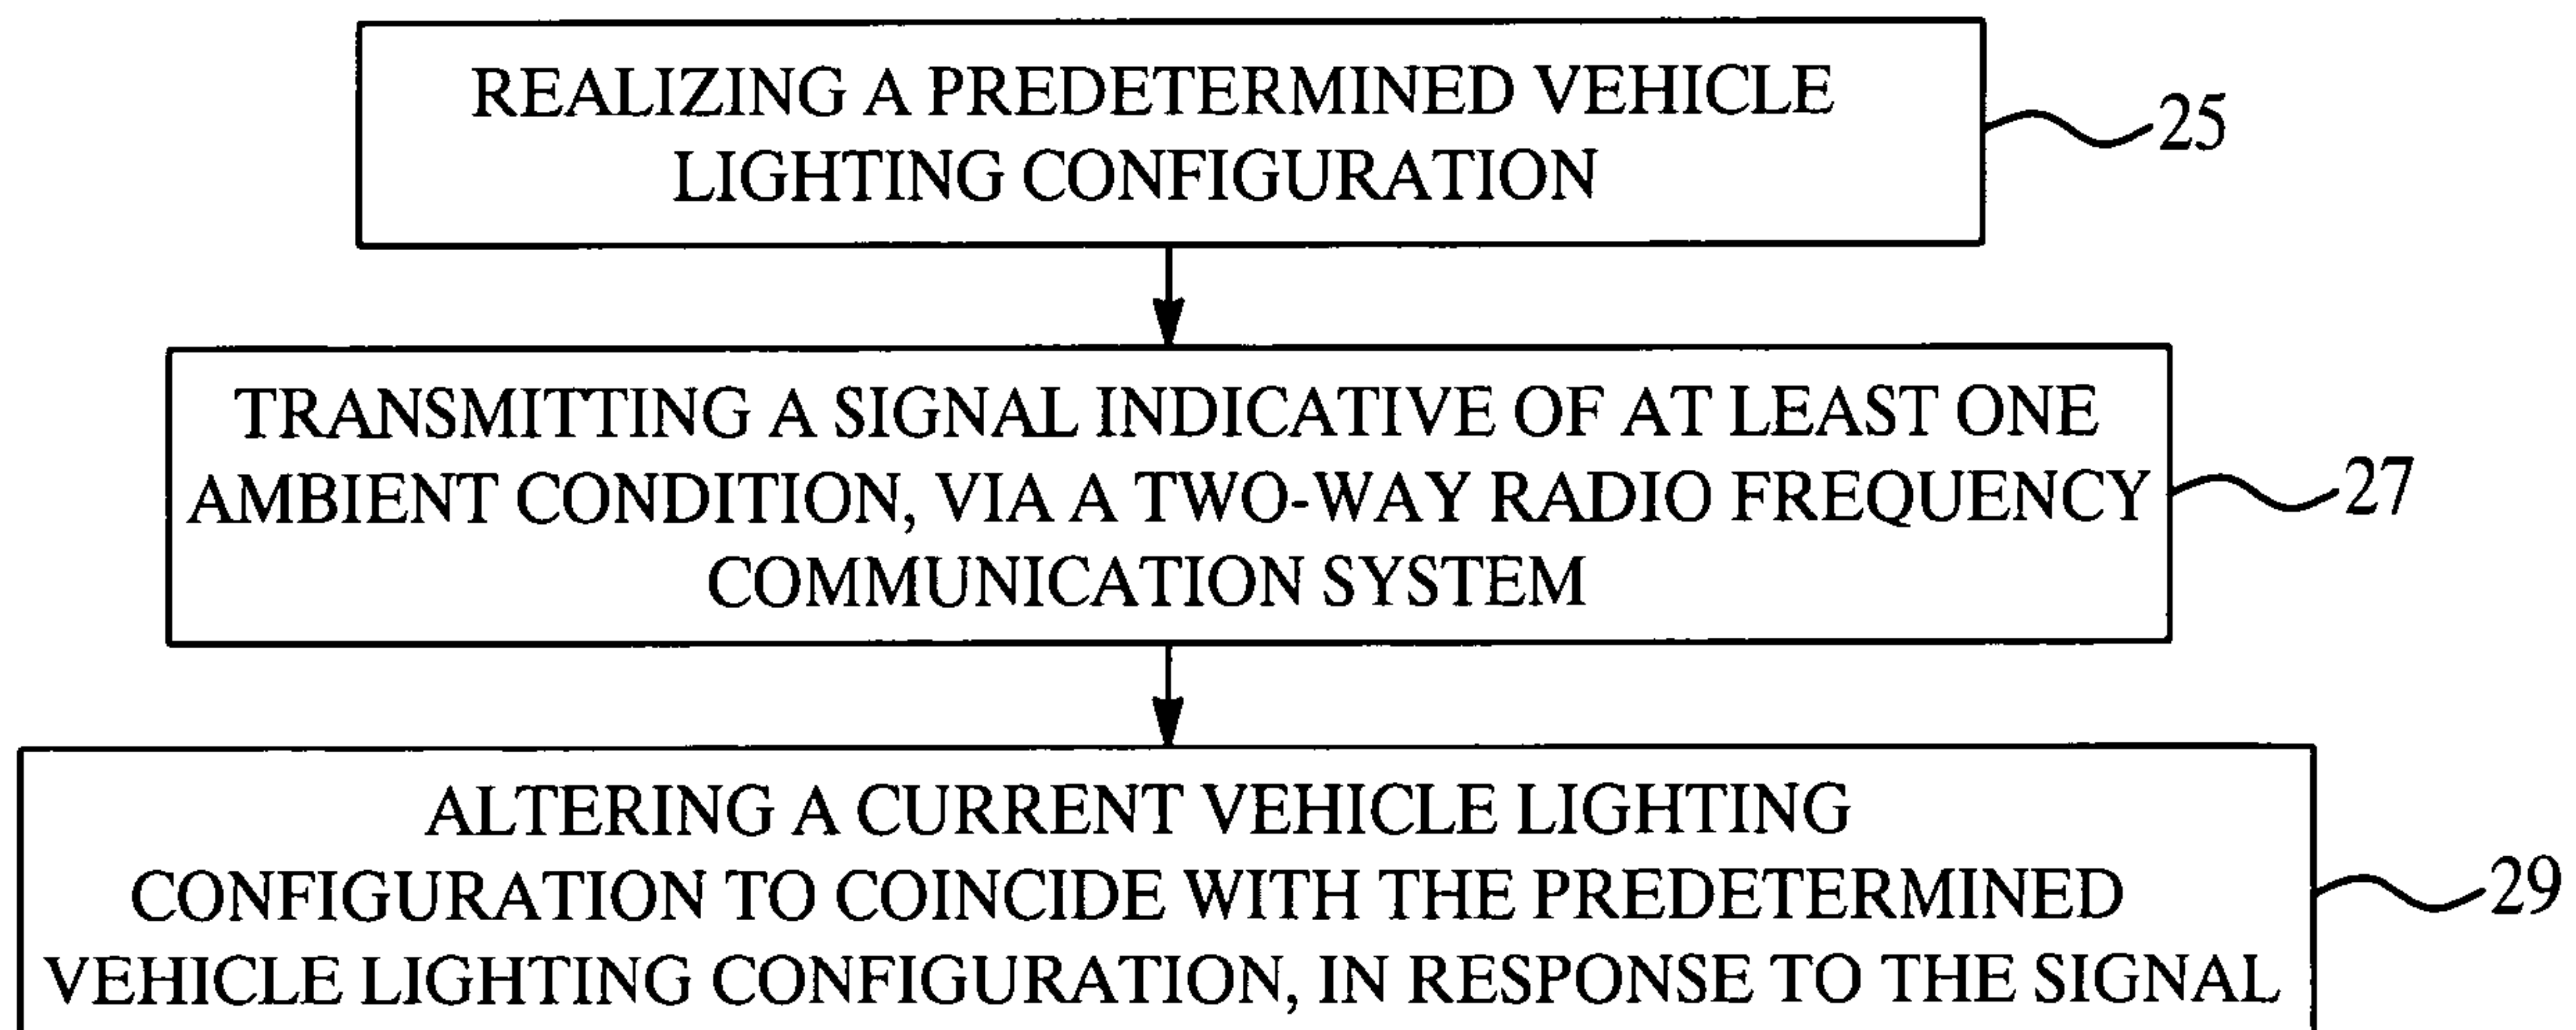 REALIZING A PREDETERMINED VEHICLE
LIGHTING CONFIGURATION
25
TRANSMITTING A SIGNAL INDICATIVE OF AT LEAST ONE
AMBIENT CONDITION, VIA A TWO-WAY RADIO FREQUENCY
COMMUNICATION SYSTEM
27
ALTERING A CURRENT VEHICLE LIGHTING
CONFIGURATION TO COINCIDE WITH THE PREDETERMINED
VEHICLE LIGHTING CONFIGURATION, IN RESPONSE TO THE SIGNAL
29